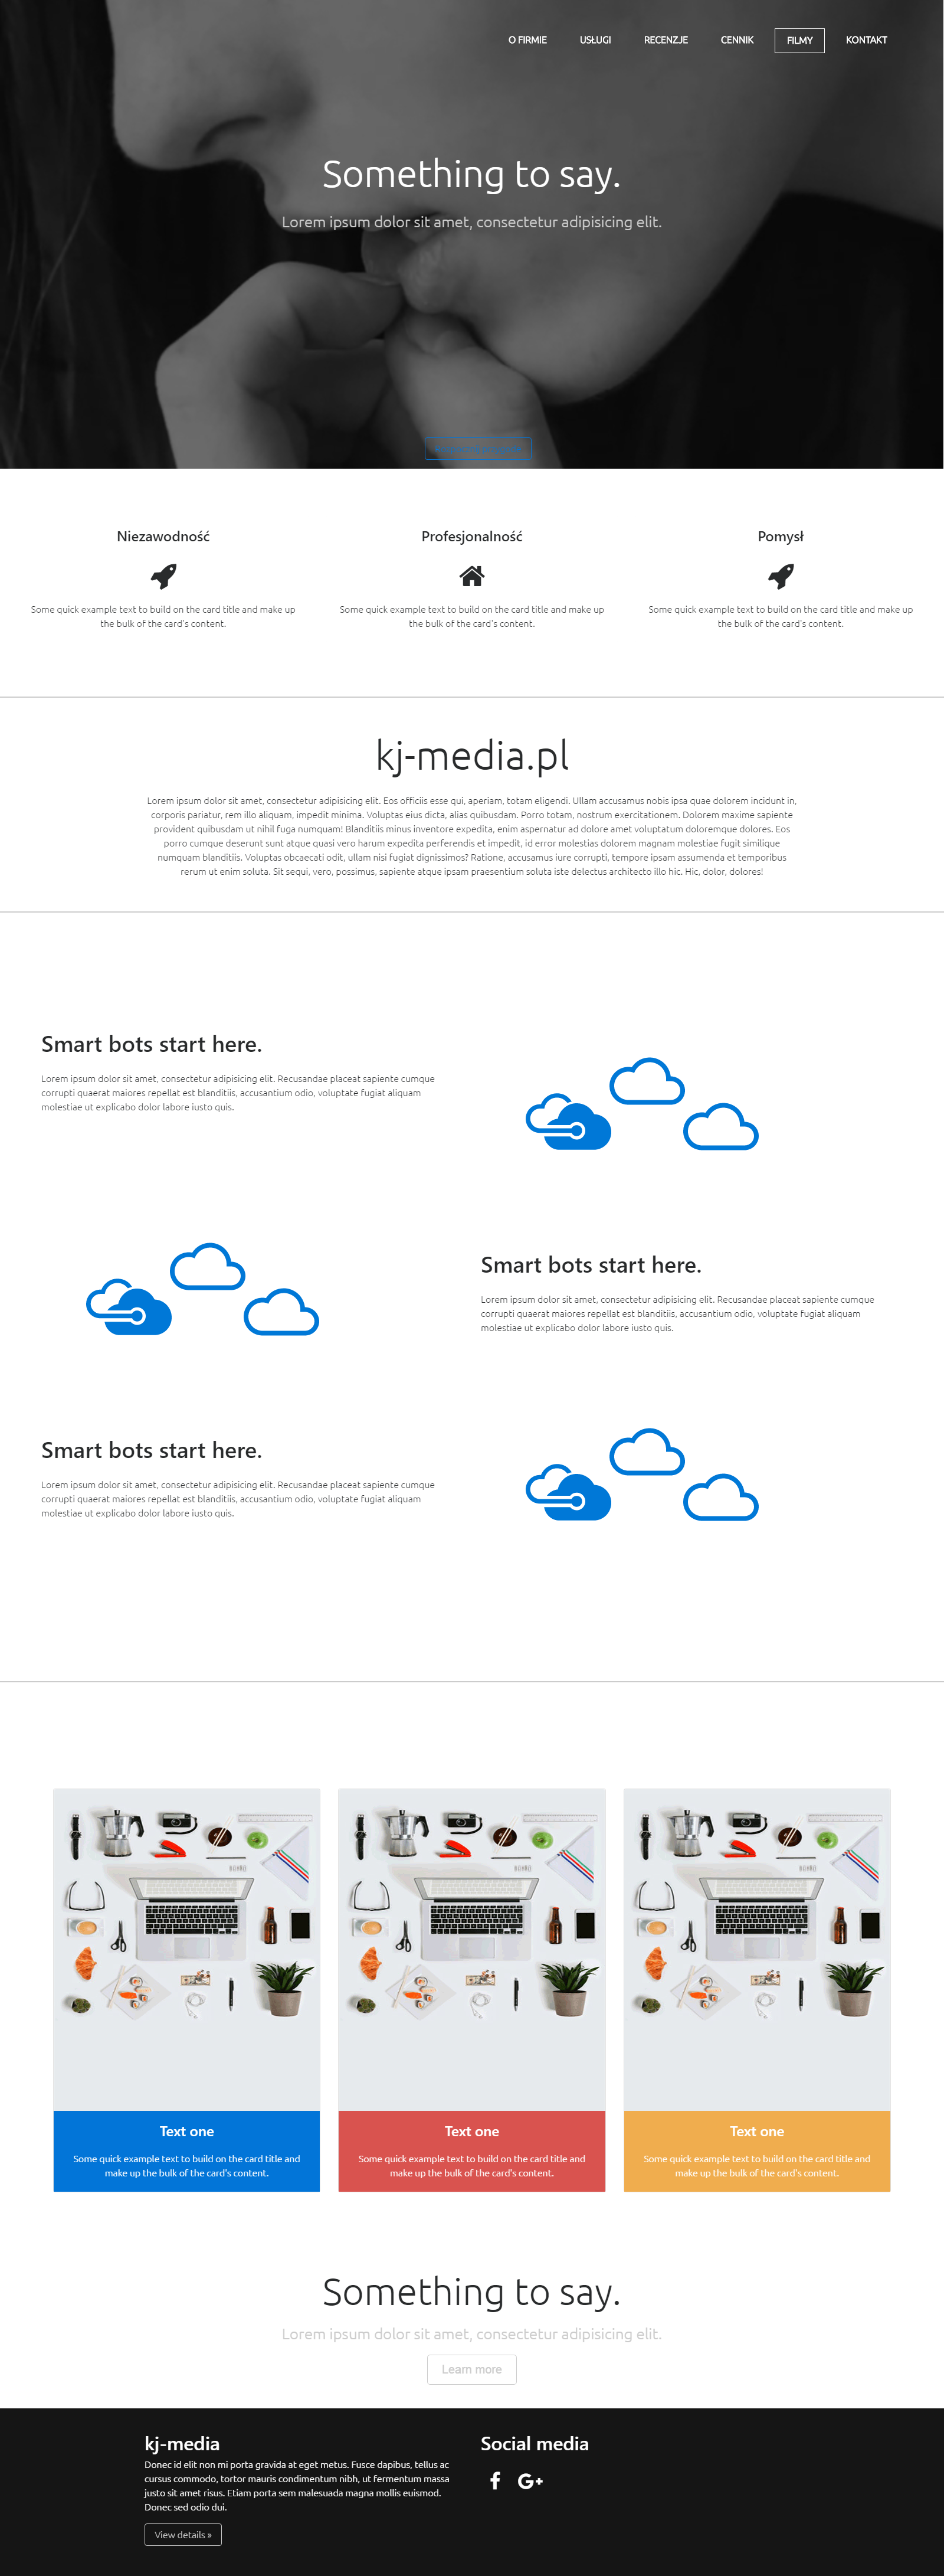 O FIRMIE USŁUGI RECENZJE CENNIK FILMY KONTAKT
Something to say.
Lorem ipsum dolor sit amet, consectetur adipisicing elit.
Niezawodność
Some quick example text to build on the card title and make up
the bulk of the card's content.
Profesjonalność
Some quick example text to build on the card title and make up
the bulk of the card's content.
Pomysł
Some quick example text to build on the card title and make up
the bulk of the card's content.
kj-media.pl
Lorem ipsum dolor sit amet, consectetur adipisicing elit. Eos officiis esse qui, aperiam, totam eligendi. Ullam accusamus nobis ipsa quae dolorem incidunt in,
corporis pariatur, rem illo aliquam, impedit minima. Voluptas eius dicta, alias quibusdam. Porro totam, nostrum exercitationem. Dolorem maxime sapiente
provident quibusdam ut nihil fuga numquam! Blanditiis minus inventore expedita, enim aspernatur ad dolore amet voluptatum doloremque dolores. Eos
porro cumque deserunt sunt atque quasi vero harum expedita perferendis et impedit, id error molestias dolorem magnam molestiae fugit similique
numquam blanditiis. Voluptas obcaecati odit, ullam nisi fugiat dignissimos? Ratione, accusamus iure corrupti, tempore ipsam assumenda et temporibus
rerum ut enim soluta. Sit sequi, vero, possimus, sapiente atque ipsam praesentium soluta iste delectus architecto illo hic. Hic, dolor, dolores!
Smart bots start here.
Lorem ipsum dolor sit amet, consectetur adipisicing elit. Recusandae placeat sapiente cumque
corrupti quaerat maiores repellat est blanditiis, accusantium odio, voluptate fugiat aliquam
molestiae ut explicabo dolor labore iusto quis.
Smart bots start here.
Lorem ipsum dolor sit amet, consectetur adipisicing elit. Recusandae placeat sapiente cumque
corrupti quaerat maiores repellat est blanditiis, accusantium odio, voluptate fugiat aliquam
molestiae ut explicabo dolor labore iusto quis.
Smart bots start here.
Lorem ipsum dolor sit amet, consectetur adipisicing elit. Recusandae placeat sapiente cumque
corrupti quaerat maiores repellat est blanditiis, accusantium odio, voluptate fugiat aliquam
molestiae ut explicabo dolor labore iusto quis.
Text one
Some quick example text to build on the card title and
make up the bulk of the card's content.
Text one
Some quick example text to build on the card title and
make up the bulk of the card's content.
Text one
Some quick example text to build on the card title and
make up the bulk of the card's content.
Something to say.
Lorem ipsum dolor sit amet, consectetur adipisicing elit.
Learn more
kj-media
Donec id elit non mi porta gravida at eget metus. Fusce dapibus, tellus ac
cursus commodo, tortor mauris condimentum nibh, ut fermentum massa
justo sit amet risus. Etiam porta sem malesuada magna mollis euismod.
Donec sed odio dui.
View details »
Social media